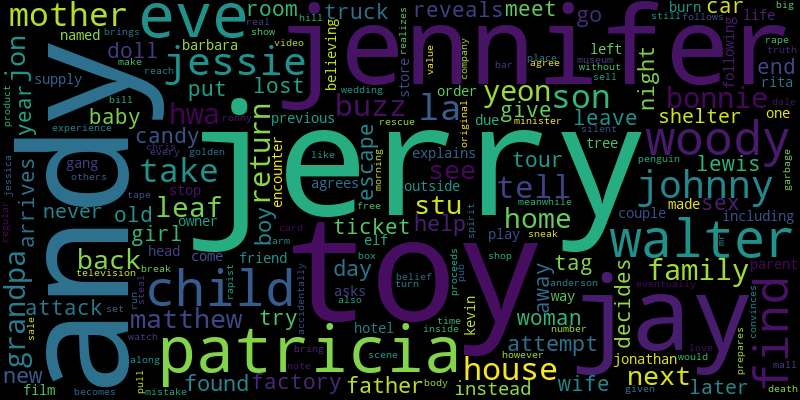 mother
eve
room
truck
reveals
meet
go
car
big
barbara
hill
store
video
real
still
follows
burn
place
life
jennifer
named
doll
jessie
show
believing
value
company
bar
agree
museum
night
left
following
mall
brings
realizes
rape
truth
year
jon
make
reach
put
lost
buzz
wedding
without
sell
end
rita
supply
baby
hwa
order
yeon
son
bonnie
original
shelter
product
bill
candy
previous
give
due
leave
minister
tree
one
dale
andy
experience
chris
every
golden
ronny
return
encounter
la
rescue
silent
woody
gang
others
take
jerry
like
escape
morning
explains
see
tour
lewis
penguin
garbage
jessica
tape
stop
leaf
owner
boy
agrees
stu
outside
tell
meanwhile
johnny
made
sex
arrives
never
old
girl
ticket
free
help
home
sneak
couple
including
regular
head
come
friend
card
elf
spirit
play
shop
walter
mr
grandpa
television
back
break
arm
box
day
belief
turn
pub
proceeds
toy
away
tag
anderson
way
family
parent
attack
set
run
steal
child
rapist
accidentally
asks
also
kevin
number
woman
decides
jay
eventually
find
convinces
sale
watch
matthew
try
hotel
time
inside
attempt
love
prepares
new
film
along
becomes
pull
mistake
patricia
found
factory
bring
note
scene
father
body
house
however
instead
wife
jonathan
next
would
given
later
death